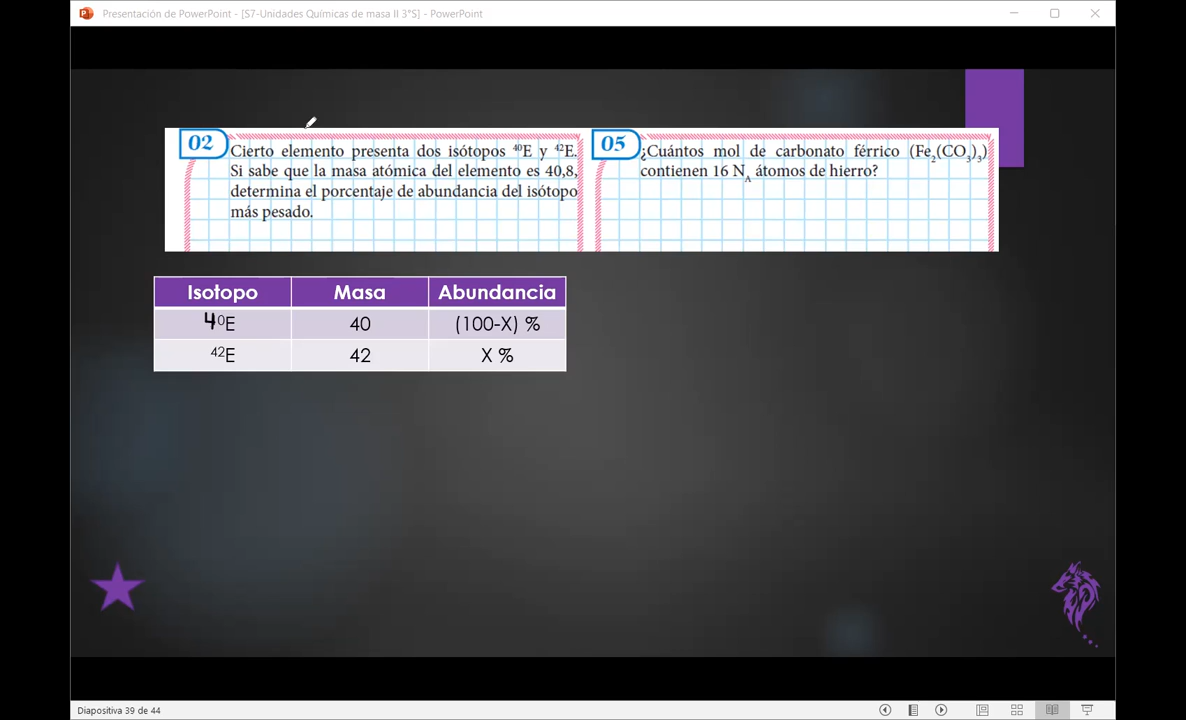 Presentación de PowerPoint - [S7-Unidades Químicas de masa II 3°S] - PowerPoint
02
Cierto elemento presenta dos isótopos ⁴⁰E y ⁴²E.
Si sabe que la masa atómica del elemento es 40,8,
determina el porcentaje de abundancia del isótopo
más pesado.
05
¿Cuántos mol de carbonato férrico (Fe₂(CO₃)₃)
contienen 16 N_A átomos de hierro?
Isotopo Masa Abundancia
⁴⁰E 40 (100-X) %
⁴²E 42 X %
Diapositiva 39 de 44